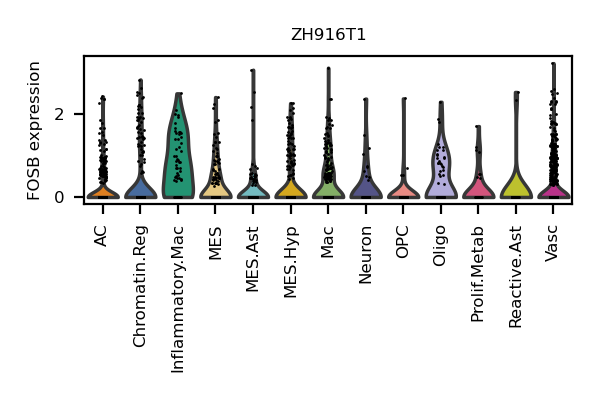 ZH916T1
FOSB expression
2
0
AC
Chromatin.Reg
Inflammatory.Mac
MES
MES.Ast
MES.Hyp
Mac
Neuron
OPC
Oligo
Prolif.Metab
Reactive.Ast
Vasc